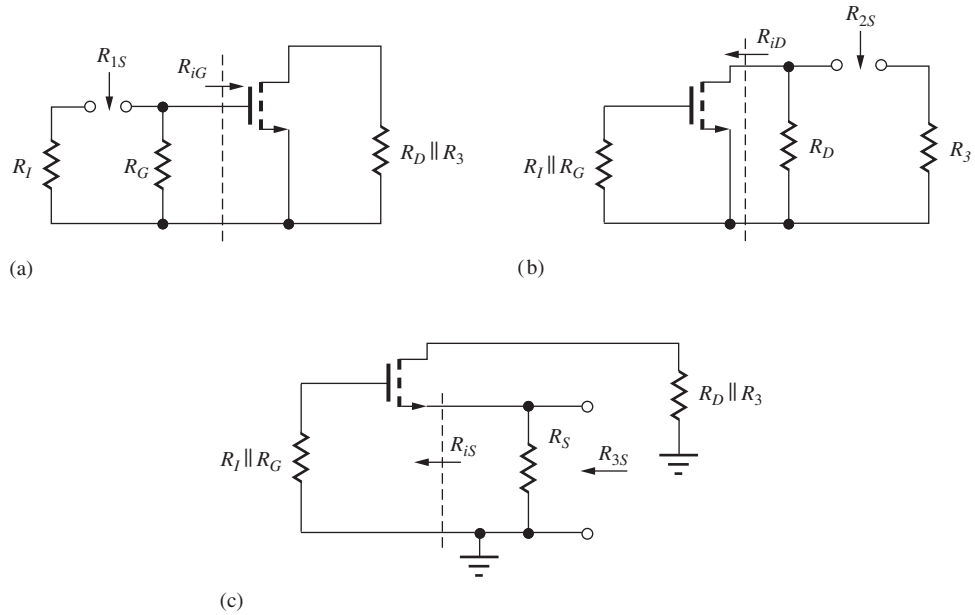 R1S
RiG
RI
RG
RD || R3
(a)
RiD
R2S
RI || RG
RD
R3
(b)
RI || RG
RiS
RS
R3S
RD || R3
(c)